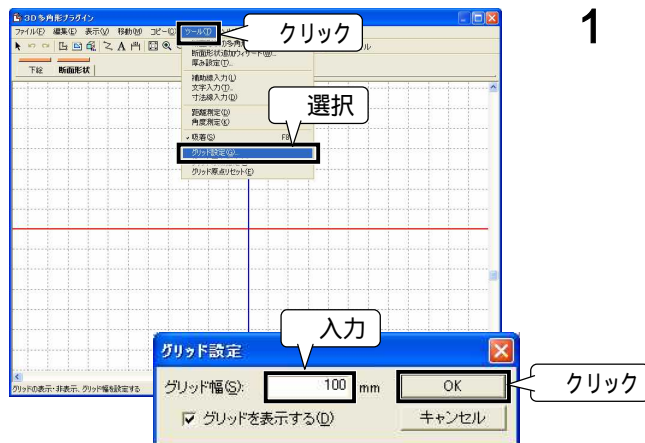 1
3D多角形プラグイン
ファイル(F) 編集(E) 表示(V) 移動(M) コピー(C) ツール(T)
クリック
ル
下絵 断面形状
断面形状追加ウィザード(W)...
厚み設定(T)...
補助線入力(L)
文字入力(T)...
寸法線入力(D)
選択
距離測定(D)
角度測定(K)
✓吸着(S) F8
グリッド設定(G)...
グリッド原点リセット(E)
入力
グリッド設定
グリッド幅(S): 100 mm OK
クリック
グリッドを表示する(D) キャンセル
グリッドの表示・非表示、グリッド幅を設定する